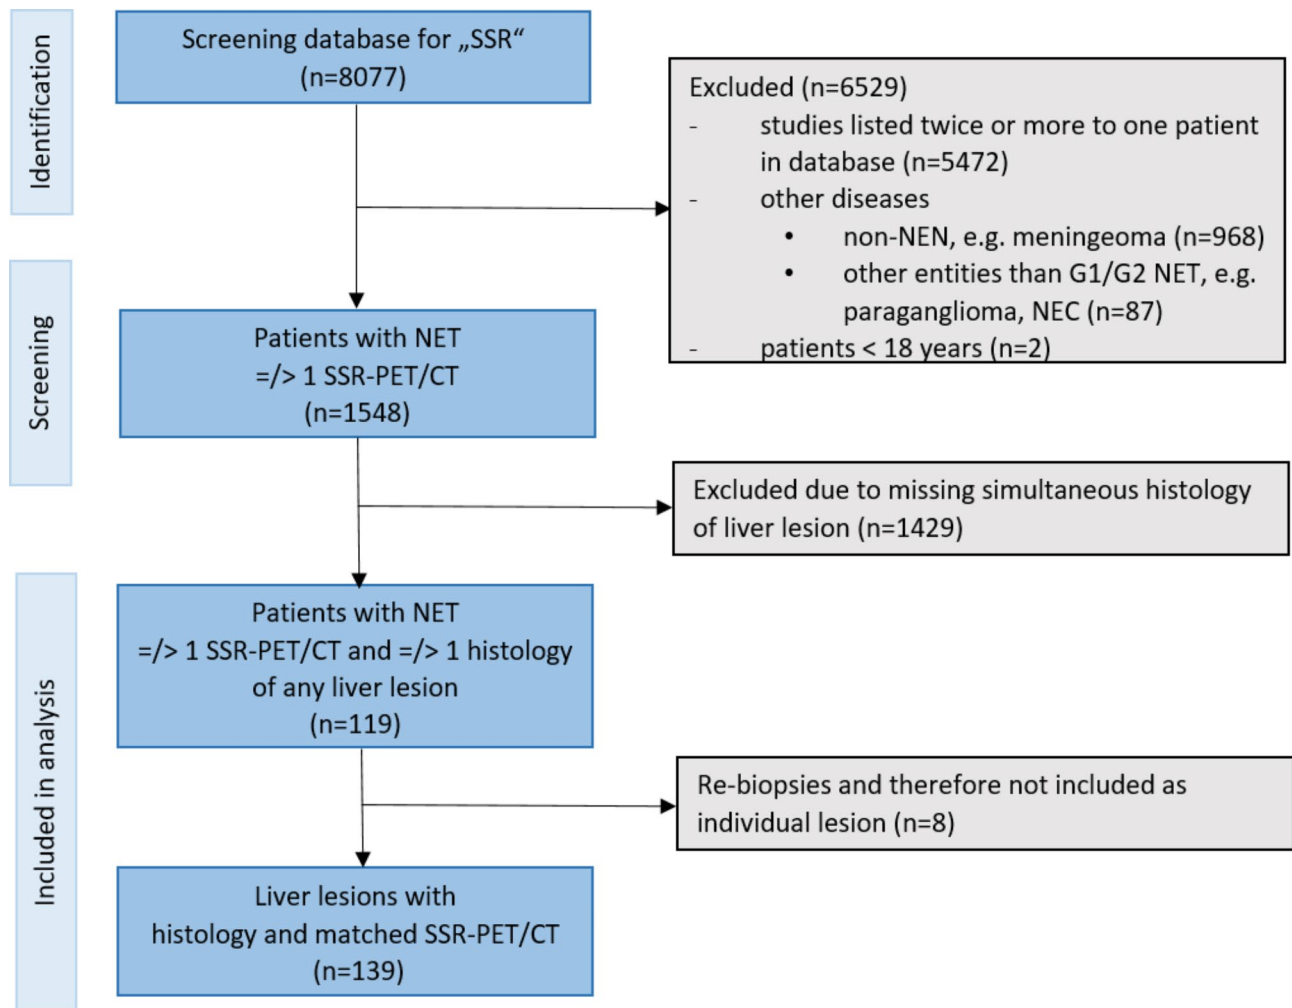 Identification
Screening database for „SSR“
(n=8077)
Excluded (n=6529)
- studies listed twice or more to one patient
in database (n=5472)
- other diseases
• non-NEN, e.g. meningeoma (n=968)
• other entities than G1/G2 NET, e.g.
paraganglioma, NEC (n=87)
- patients < 18 years (n=2)
Screening
Patients with NET
=/> 1 SSR-PET/CT
(n=1548)
Excluded due to missing simultaneous histology
of liver lesion (n=1429)
Included in analysis
Patients with NET
=/> 1 SSR-PET/CT and =/> 1 histology
of any liver lesion
(n=119)
Re-biopsies and therefore not included as
individual lesion (n=8)
Liver lesions with
histology and matched SSR-PET/CT
(n=139)